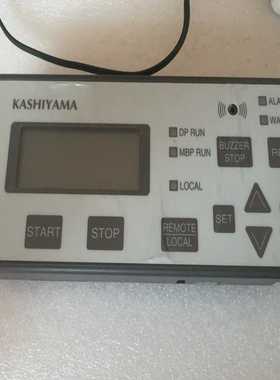 KASHIYAMA
DP RUN
MBP RUN
LOCAL
BUZZER
STOP
START
STOP
REMOTE
LOCAL
SET